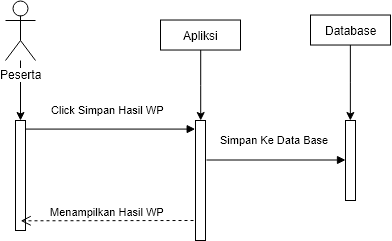 Database
Apliksi
Peserta
Click Simpan Hasil WP
Simpan Ke Data Base
Menampilkan Hasil WP